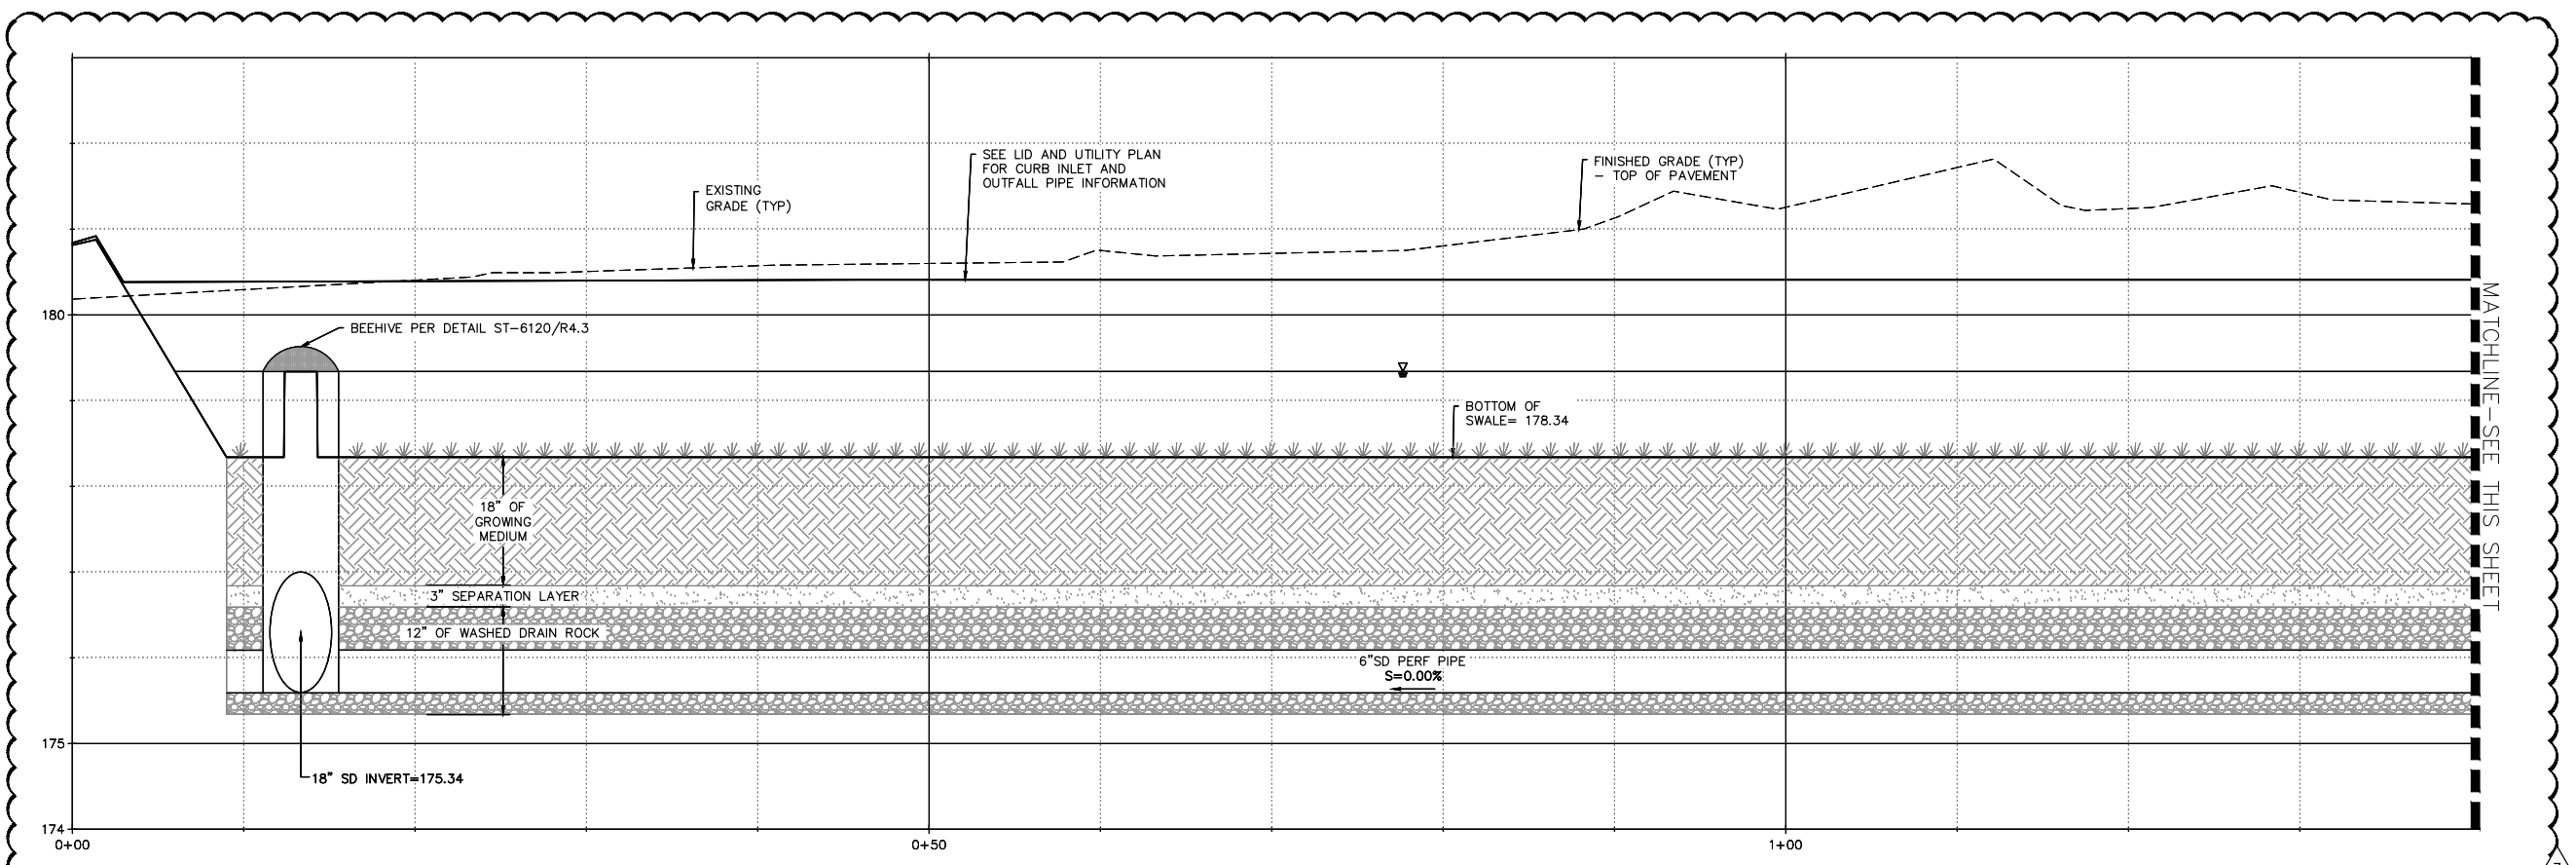 SEE LID AND UTILITY PLAN
FOR CURB INLET AND
OUTFALL PIPE INFORMATION
FINISHED GRADE (TYP)
- TOP OF PAVEMENT
EXISTING
GRADE (TYP)
180
BEEHIVE PER DETAIL ST-6120/R4.3
BOTTOM OF
SWALE= 178.34
MATCHLINE-SEE THIS SHEET
18" OF
GROWING
MEDIUM
3" SEPARATION LAYER
12" OF WASHED DRAIN ROCK
6"SD PERF PIPE
S=0.00%
175
18" SD INVERT=175.34
174
0+00
0+50
1+00